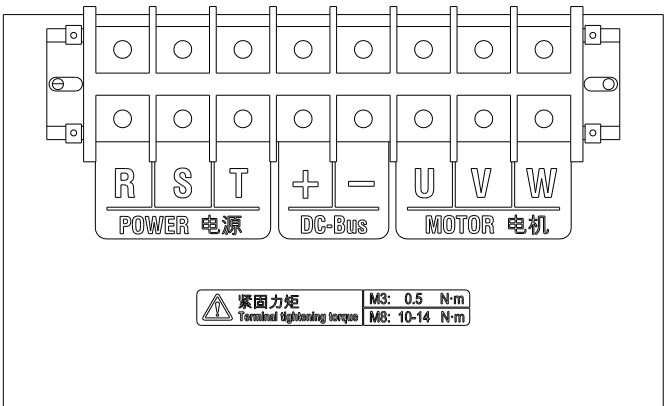 R S T + − U V W
POWER 电源 DC-Bus MOTOR 电机
紧固力矩 M3: 0.5 N·m
Terminal tightening torque M8: 10-14 N·m